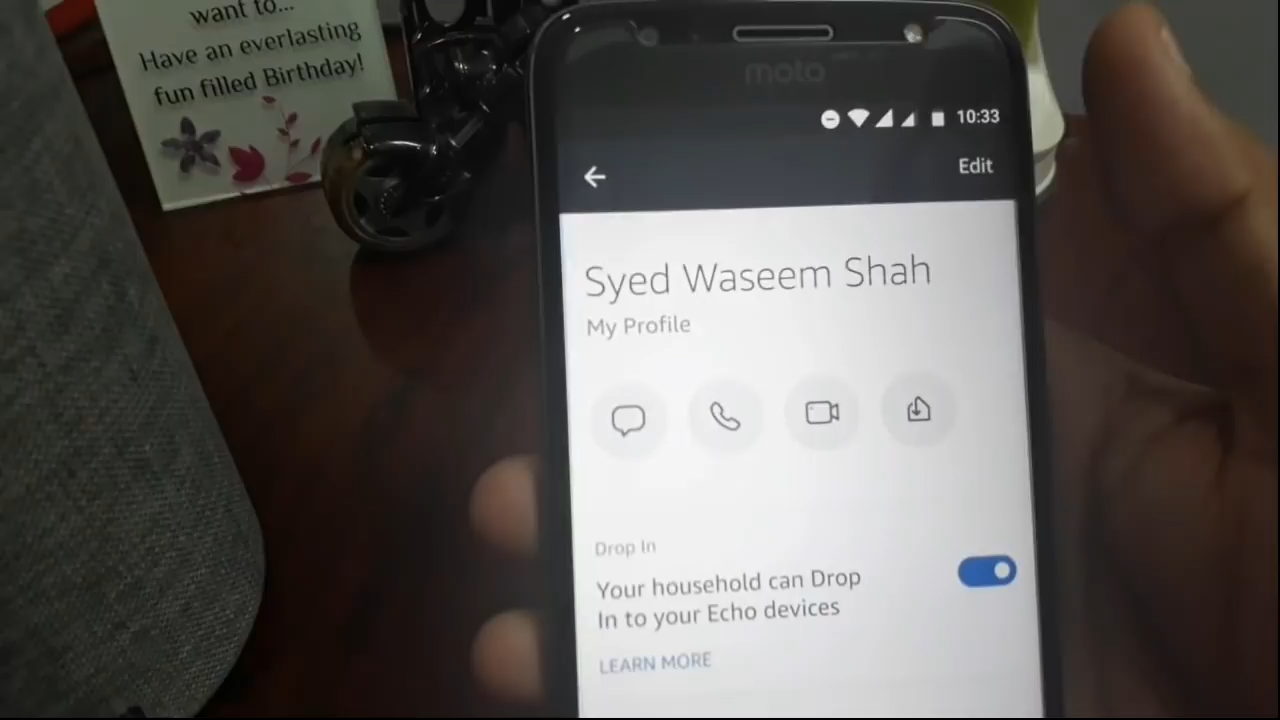 want to...
Have an everlasting
fun filled Birthday!
moto
10:33
Edit
Syed Waseem Shah
My Profile
Drop In
Your household can Drop
In to your Echo devices
LEARN MORE